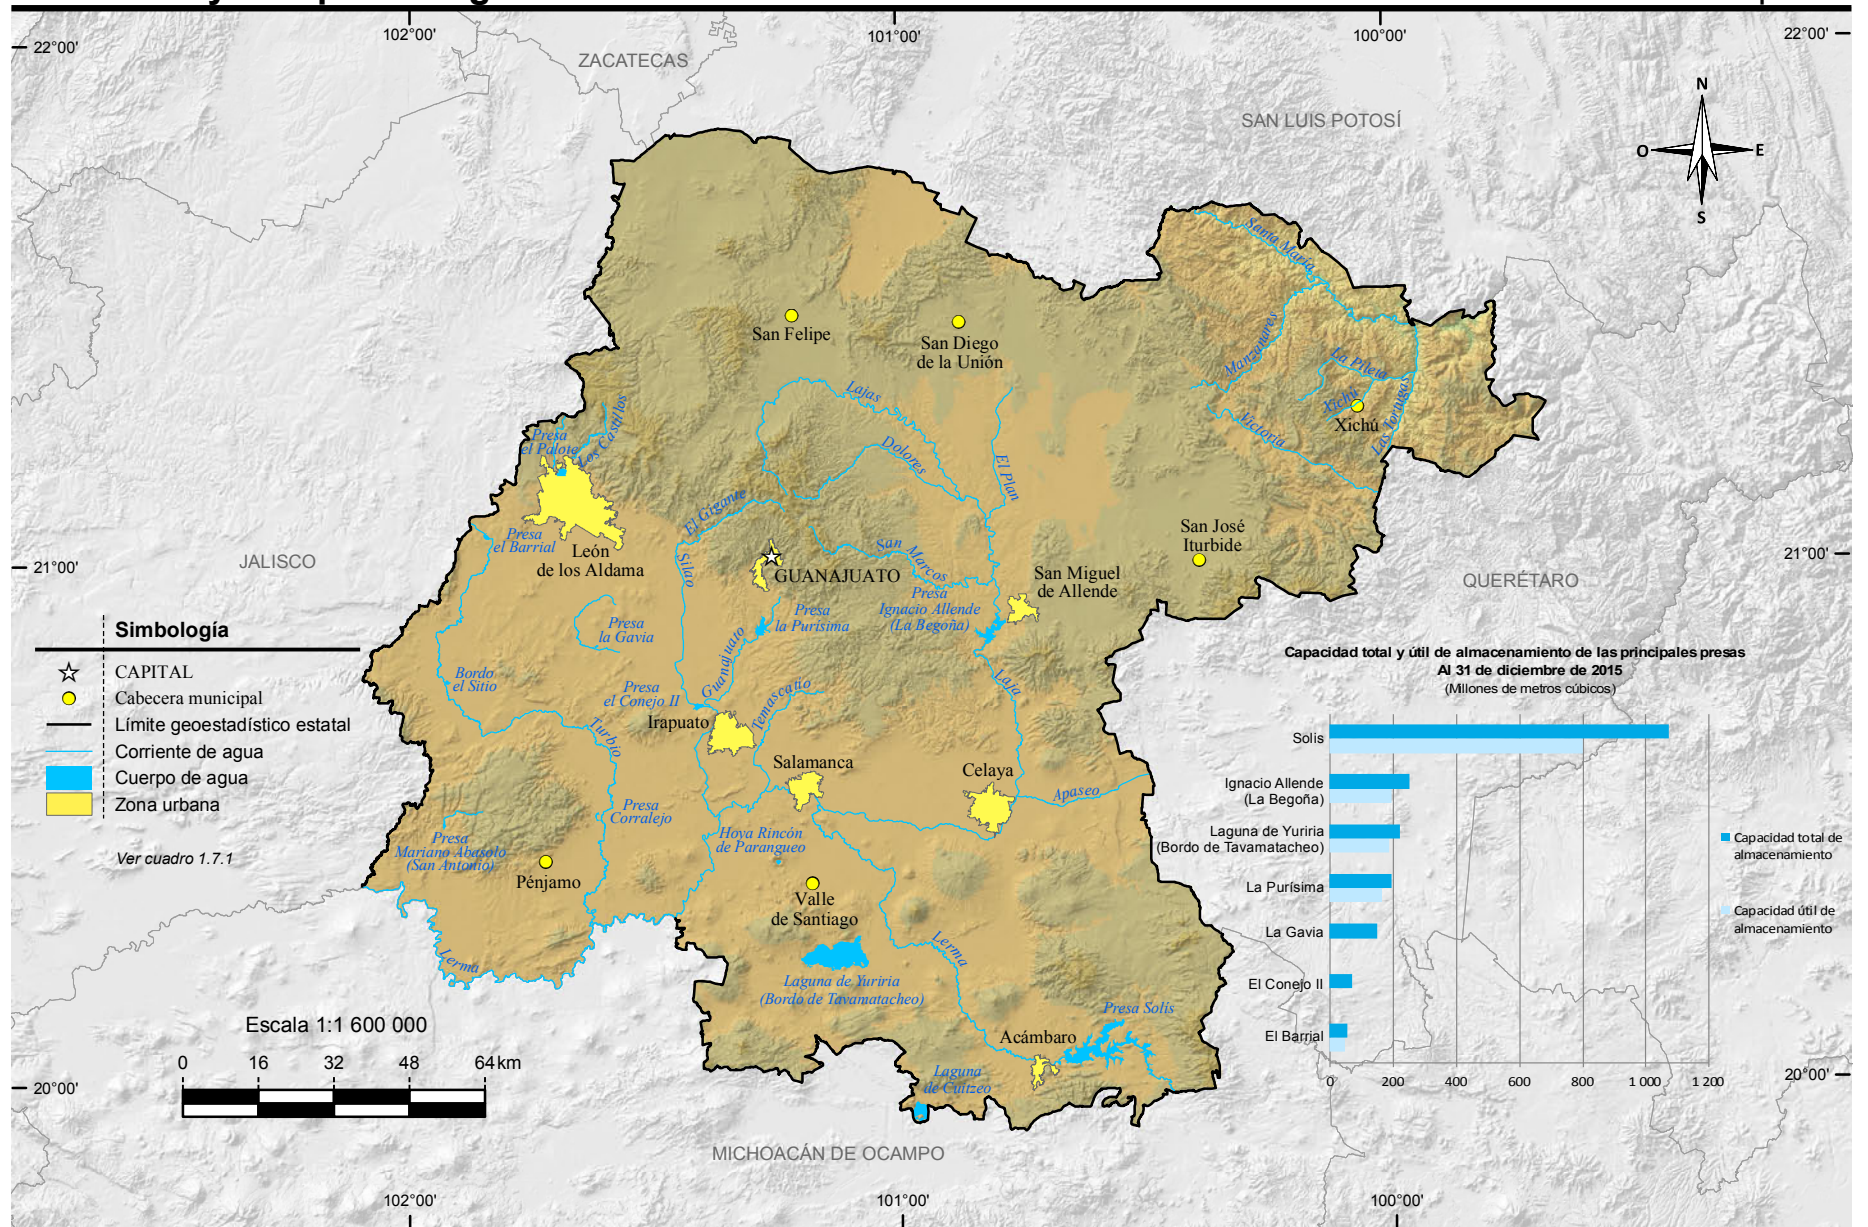 102°00'
101°00'
100°00'
22°00'
22°00'
ZACATECAS
SAN LUIS POTOSÍ
N
O
E
S
Santa María
San Felipe
San Diego
de la Unión
Manzanares
La Pileta
Xichú
Xichú
Las Tortugas
Victoria
Lajas
Dolores
El Plan
Los Castillos
Presa
el Palote
El Gigante
Presa
el Barrial
León
de los Aldama
Silao
GUANAJUATO
San Marcos
San José
Iturbide
San Miguel
de Allende
Presa
Ignacio Allende
(La Begoña)
JALISCO
QUERÉTARO
21°00'
21°00'
Presa
la Purísima
Presa
la Gavia
Guanajuato
Bordo
el Sitio
Presa
el Conejo II
Irapuato
Temascatío
Laja
Turbio
Salamanca
Celaya
Apaseo
Presa
Corralejo
Presa
Mariano Abasolo
(San Antonio)
Hoya Rincón
de Parangueo
Pénjamo
Valle
de Santiago
Lerma
Lerma
Laguna de Yuriria
(Bordo de Tavamatacheo)
Presa Solís
Acámbaro
Laguna
de Cuitzeo
MICHOACÁN DE OCAMPO
Simbología
CAPITAL
Cabecera municipal
Límite geoestadístico estatal
Corriente de agua
Cuerpo de agua
Zona urbana
Ver cuadro 1.7.1
Escala 1:1 600 000
0 16 32 48 64 km
Capacidad total y útil de almacenamiento de las principales presas
Al 31 de diciembre de 2015
(Millones de metros cúbicos)
Solís
Ignacio Allende
(La Begoña)
Laguna de Yuriria
(Bordo de Tavamatacheo)
La Purísima
La Gavia
El Conejo II
El Barrial
0 200 400 600 800 1 000 1 200
Capacidad total de
almacenamiento
Capacidad útil de
almacenamiento
20°00'
20°00'
102°00'
101°00'
100°00'